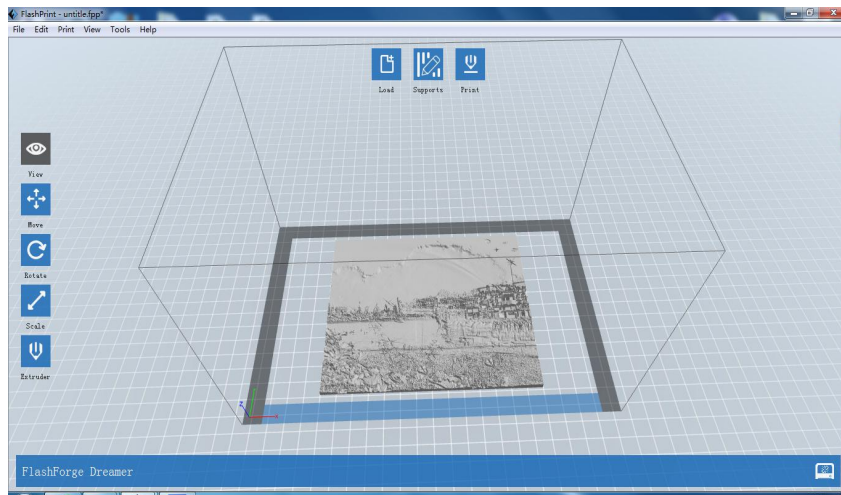 FlashPrint - untitle.fpp*
File Edit Print View Tools Help
Load Supports Print
View
Move
Rotate
Scale
Extruder
FlashForge Dreamer